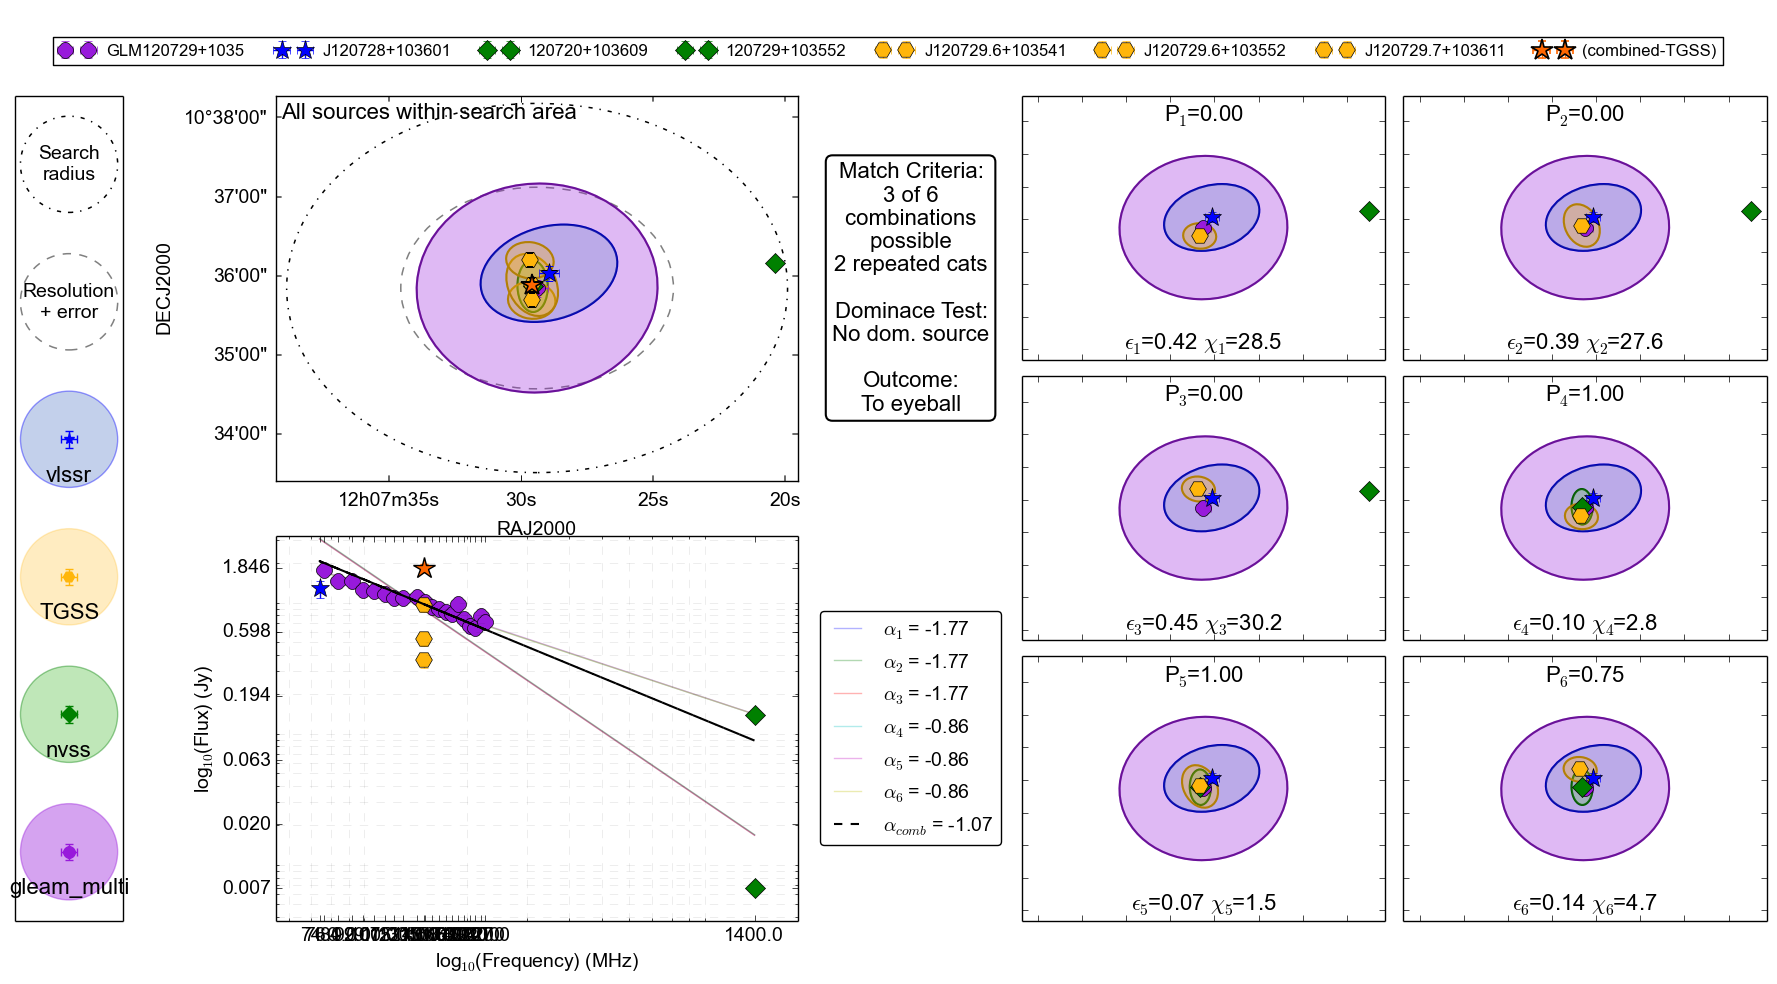 GLM120729+1035 J120728+103601 120720+103609 120729+103552 J120729.6+103541 J120729.6+103552 J120729.7+103611 (combined-TGSS)
Search
radius
Resolution
+ error
vlssr
TGSS
nvss
gleam_multi
All sources within search area
10°38'00"
37'00"
36'00"
35'00"
34'00"
DECJ2000
12h07m35s 30s 25s 20s
RAJ2000
Match Criteria:
3 of 6
combinations
possible
2 repeated cats
Dominace Test:
No dom. source
Outcome:
To eyeball
1.846
0.598
0.194
0.063
0.020
0.007
log10(Flux) (Jy)
1400.0
log10(Frequency) (MHz)
α1 = -1.77
α2 = -1.77
α3 = -1.77
α4 = -0.86
α5 = -0.86
α6 = -0.86
αcomb = -1.07
P1=0.00
ϵ1=0.42 χ1=28.5
P2=0.00
ϵ2=0.39 χ2=27.6
P3=0.00
ϵ3=0.45 χ3=30.2
P4=1.00
ϵ4=0.10 χ4=2.8
P5=1.00
ϵ5=0.07 χ5=1.5
P6=0.75
ϵ6=0.14 χ6=4.7